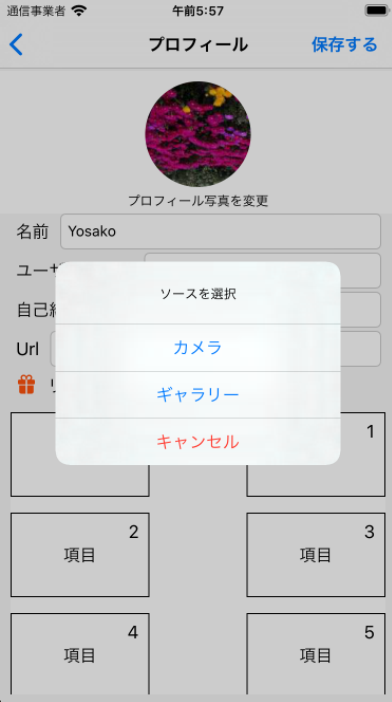 通信事業者 午前5:57
プロフィール 保存する
プロフィール写真を変更
名前 Yosako
ユーザ
自己紹
Url
ソースを選択
カメラ
ギャラリー
キャンセル
1
2
項目
3
項目
4
項目
5
項目